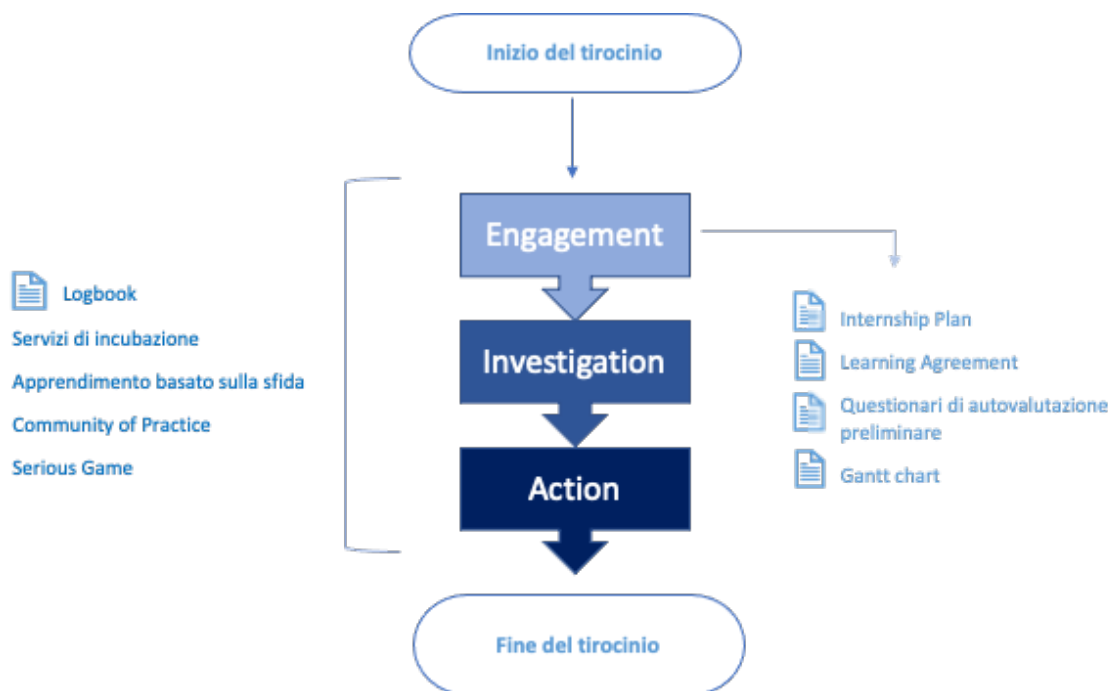 Inizio del tirocinio
Engagement
Investigation
Action
Fine del tirocinio
Logbook
Servizi di incubazione
Apprendimento basato sulla sfida
Community of Practice
Serious Game
Internship Plan
Learning Agreement
Questionari di autovalutazione
preliminare
Gantt chart